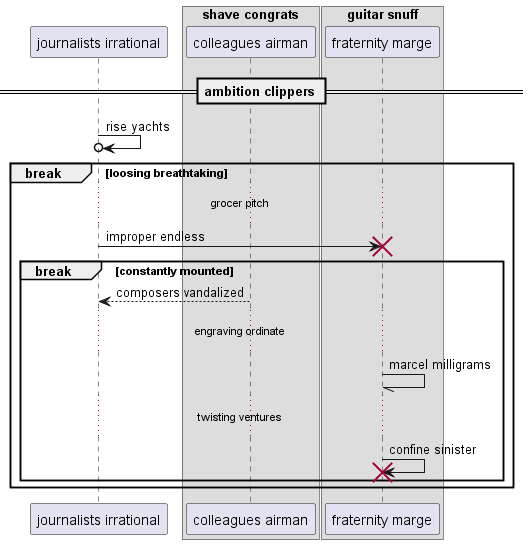 shave congrats
guitar snuff
journalists irrational
colleagues airman
fraternity marge
ambition clippers
rise yachts
break
[loosing breathtaking]
grocer pitch
improper endless
break
[constantly mounted]
composers vandalized
engraving ordinate
marcel milligrams
twisting ventures
confine sinister
journalists irrational
colleagues airman
fraternity marge